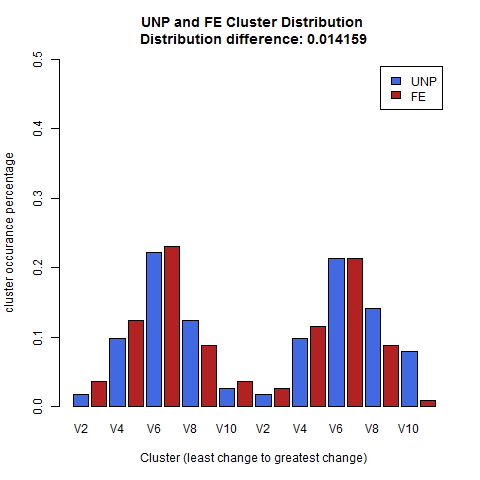 UNP and FE Cluster Distribution
Distribution difference: 0.014159
UNP
FE
cluster occurance percentage
0.5
0.4
0.3
0.2
0.1
0.0
V2 V4 V6 V8 V10 V2 V4 V6 V8 V10
Cluster (least change to greatest change)